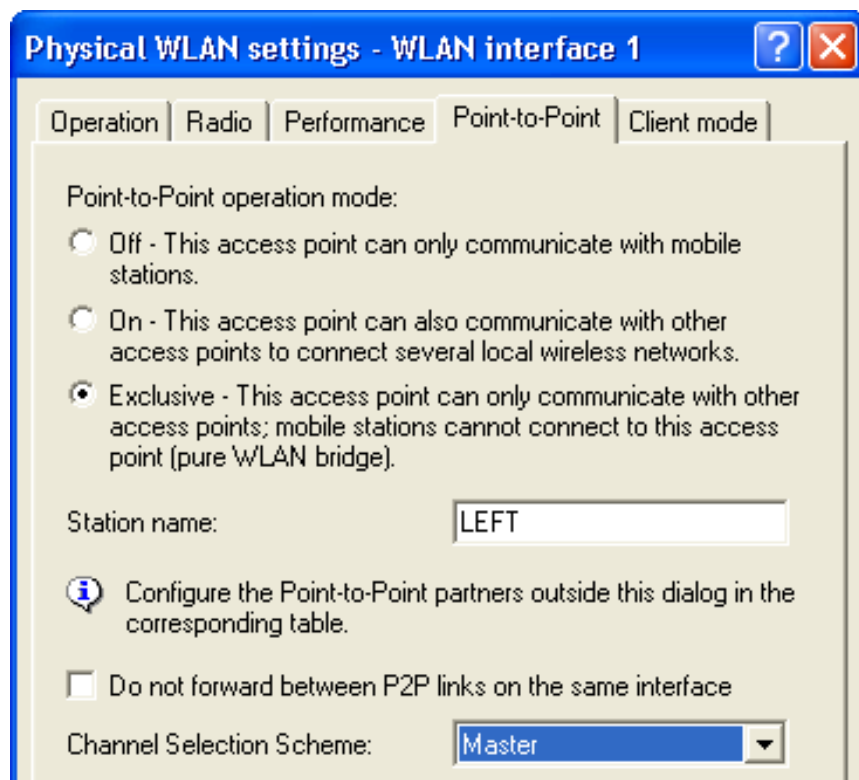 Physical WLAN settings - WLAN interface 1
Operation Radio Performance Point-to-Point Client mode
Point-to-Point operation mode:
Off - This access point can only communicate with mobile
stations.
On - This access point can also communicate with other
access points to connect several local wireless networks.
Exclusive - This access point can only communicate with other
access points; mobile stations cannot connect to this access
point (pure WLAN bridge).
Station name: LEFT
Configure the Point-to-Point partners outside this dialog in the
corresponding table.
Do not forward between P2P links on the same interface
Channel Selection Scheme: Master